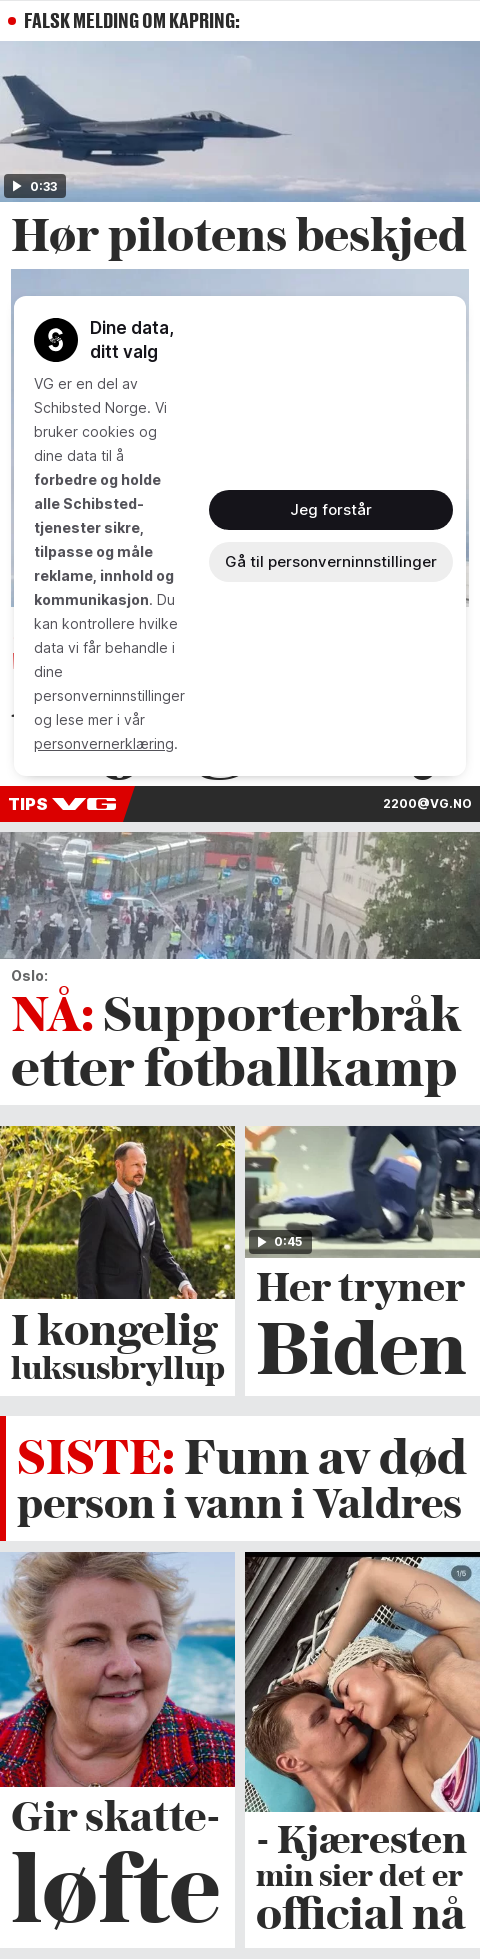 FALSK MELDING OM KAPRING:
0:33
Hør pilotens beskjed
Dine data,
ditt valg
VG er en del av
Schibsted Norge. Vi
bruker cookies og
dine data til å
forbedre og holde
alle Schibsted-
tjenester sikre,
tilpasse og måle
reklame, innhold og
kommunikasjon. Du
kan kontrollere hvilke
data vi får behandle i
dine
personverninnstillinger
og lese mer i vår
personvernerklæring.
Jeg forstår
Gå til personverninnstillinger
TIPS VG
2200@VG.NO
Oslo:
NÅ: Supporterbråk
etter fotballkamp
I kongelig
luksusbryllup
0:45
Her tryner
Biden
SISTE: Funn av død
person i vann i Valdres
Gir skatte-
løfte
1/5
- Kjæresten
min sier det er
official nå